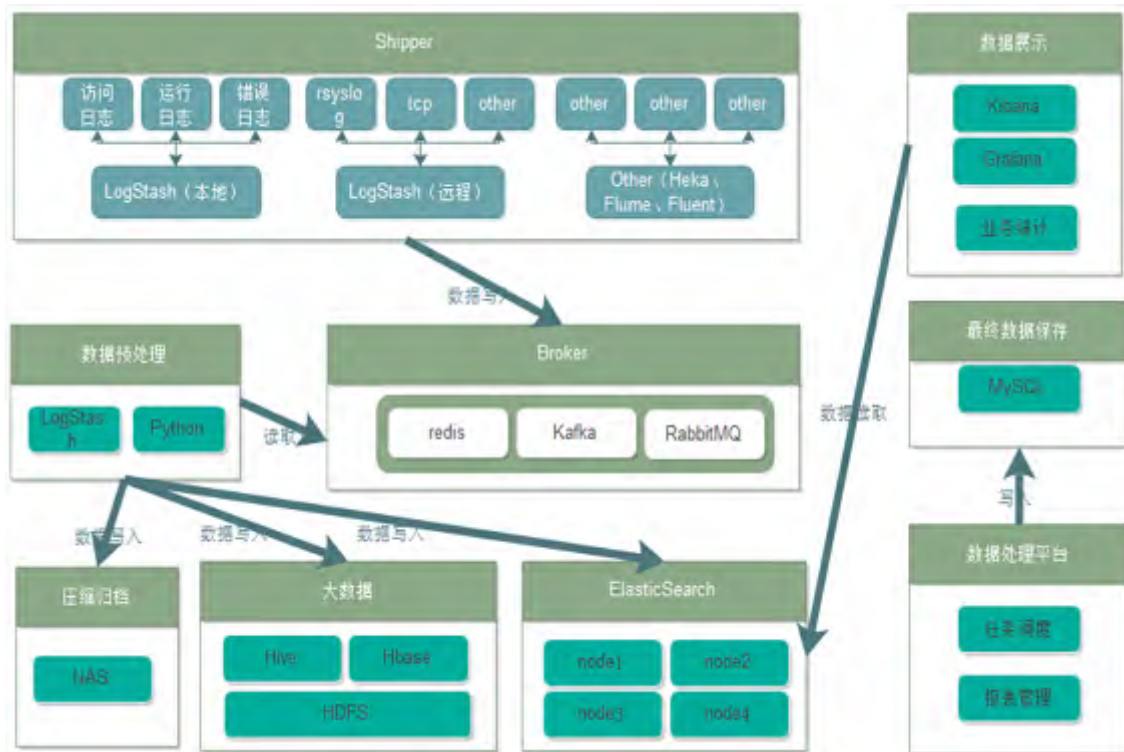 Shipper
访问
日志
运行
日志
错误
日志
rsyslo
g
tcp
other
other
other
other
LogStash（本地）
LogStash（远程）
Other（Heka、
Flume、Fluent）
数据写入
数据预处理
LogStas
h
Python
读取
Broker
redis
Kafka
RabbitMQ
数据写入
数据写入
数据写入
压缩归档
NAS
大数据
Hive
Hbase
HDFS
ElasticSearch
node1
node2
node3
node4
数据展示
Kibana
Grafana
业务统计
数据读取
最终数据保存
MySQL
写入
数据处理平台
任务调度
报表管理